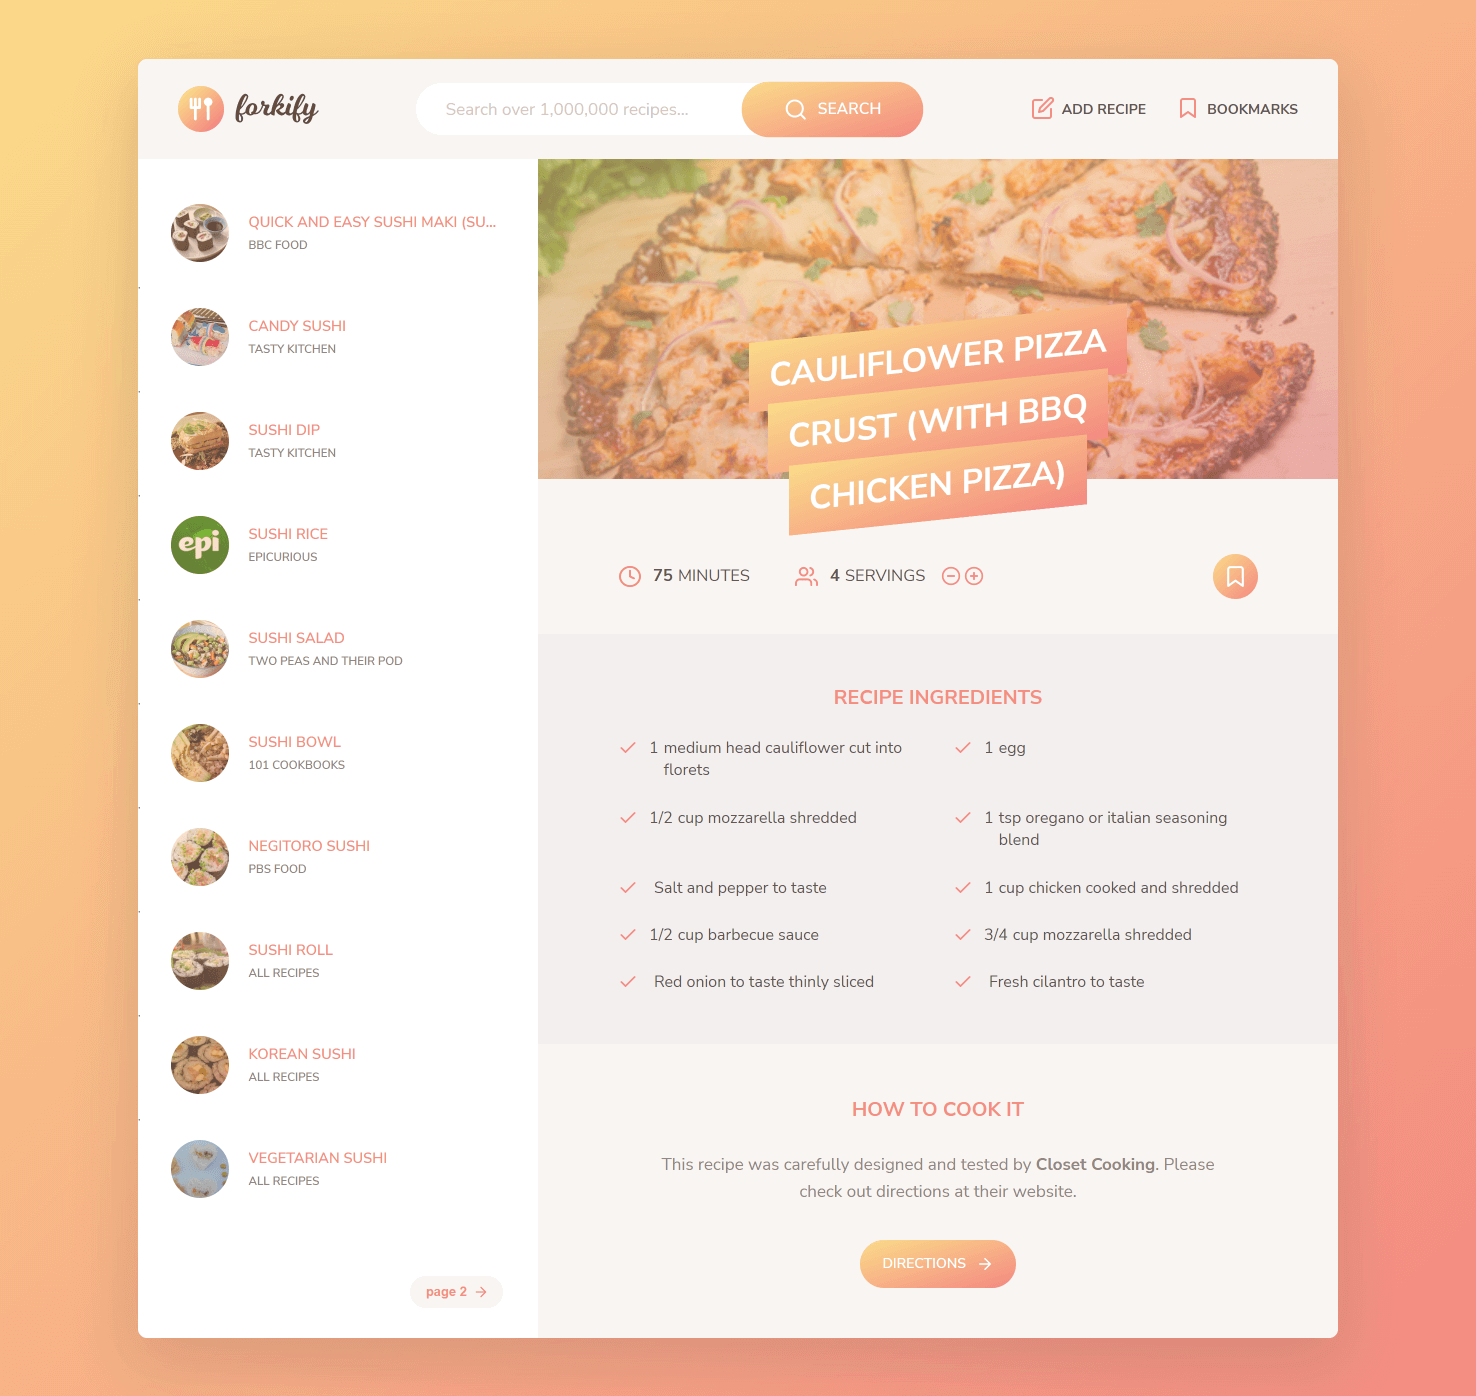 forkify
Search over 1,000,000 recipes...
SEARCH
ADD RECIPE
BOOKMARKS
QUICK AND EASY SUSHI MAKI (SU...
BBC FOOD
CANDY SUSHI
TASTY KITCHEN
SUSHI DIP
TASTY KITCHEN
epi
SUSHI RICE
EPICURIOUS
SUSHI SALAD
TWO PEAS AND THEIR POD
SUSHI BOWL
101 COOKBOOKS
NEGITORO SUSHI
PBS FOOD
SUSHI ROLL
ALL RECIPES
KOREAN SUSHI
ALL RECIPES
VEGETARIAN SUSHI
ALL RECIPES
page 2
CAULIFLOWER PIZZA
CRUST (WITH BBQ
CHICKEN PIZZA)
75 MINUTES
4 SERVINGS
RECIPE INGREDIENTS
1 medium head cauliflower cut into
florets
1 egg
1/2 cup mozzarella shredded
1 tsp oregano or italian seasoning
blend
Salt and pepper to taste
1 cup chicken cooked and shredded
1/2 cup barbecue sauce
3/4 cup mozzarella shredded
Red onion to taste thinly sliced
Fresh cilantro to taste
HOW TO COOK IT
This recipe was carefully designed and tested by Closet Cooking. Please
check out directions at their website.
DIRECTIONS